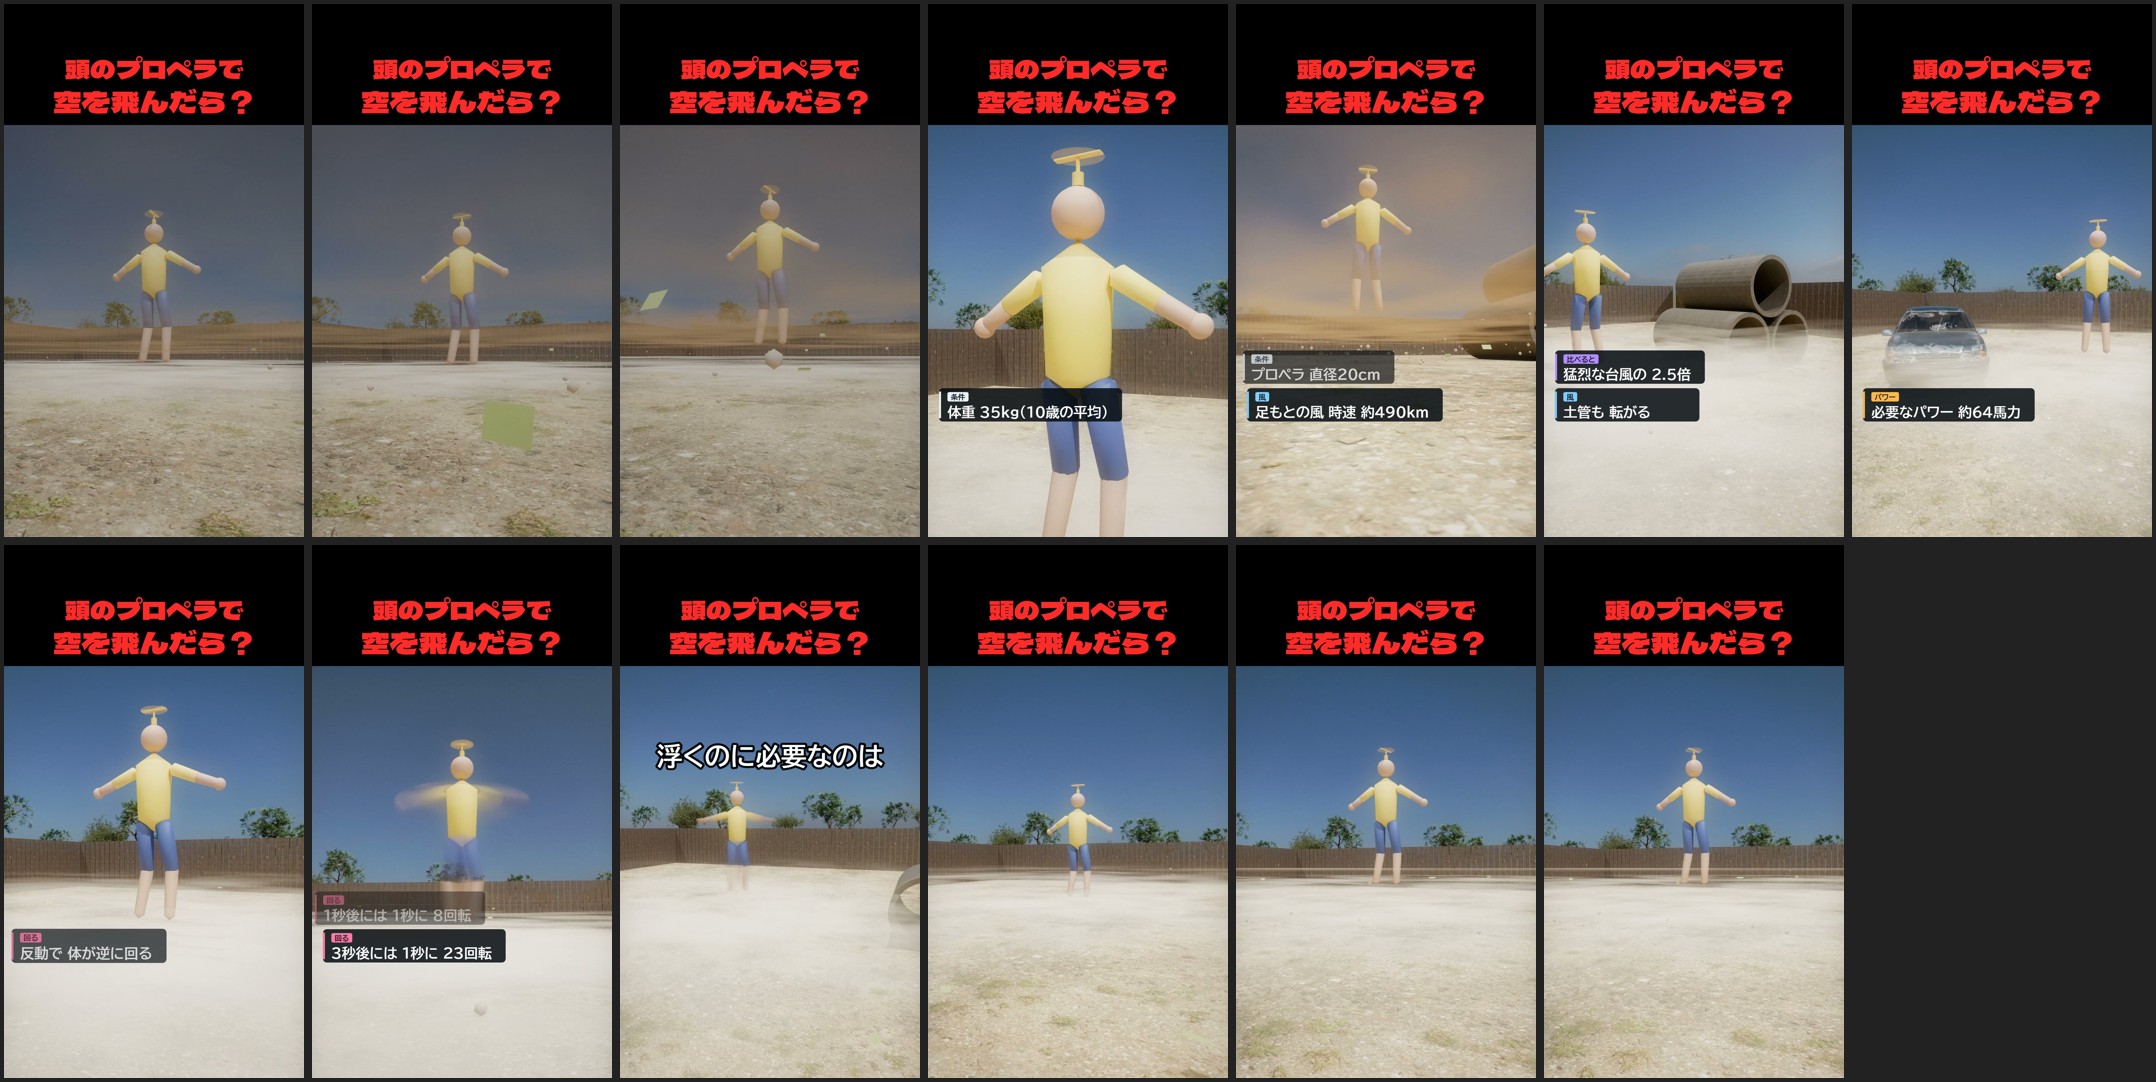 頭のプロペラで
空を飛んだら？
頭のプロペラで
空を飛んだら？
頭のプロペラで
空を飛んだら？
頭のプロペラで
空を飛んだら？
条件
体重 35kg(10歳の平均)
頭のプロペラで
空を飛んだら？
条件
プロペラ 直径20cm
風
足もとの風 時速 約490km
頭のプロペラで
空を飛んだら？
比べると
猛烈な台風の 2.5倍
風
土管も 転がる
頭のプロペラで
空を飛んだら？
パワー
必要なパワー 約64馬力
頭のプロペラで
空を飛んだら？
回る
反動で 体が逆に回る
頭のプロペラで
空を飛んだら？
回る
1秒後には 1秒に 8回転
回る
3秒後には 1秒に 23回転
頭のプロペラで
空を飛んだら？
浮くのに必要なのは
頭のプロペラで
空を飛んだら？
頭のプロペラで
空を飛んだら？
頭のプロペラで
空を飛んだら？